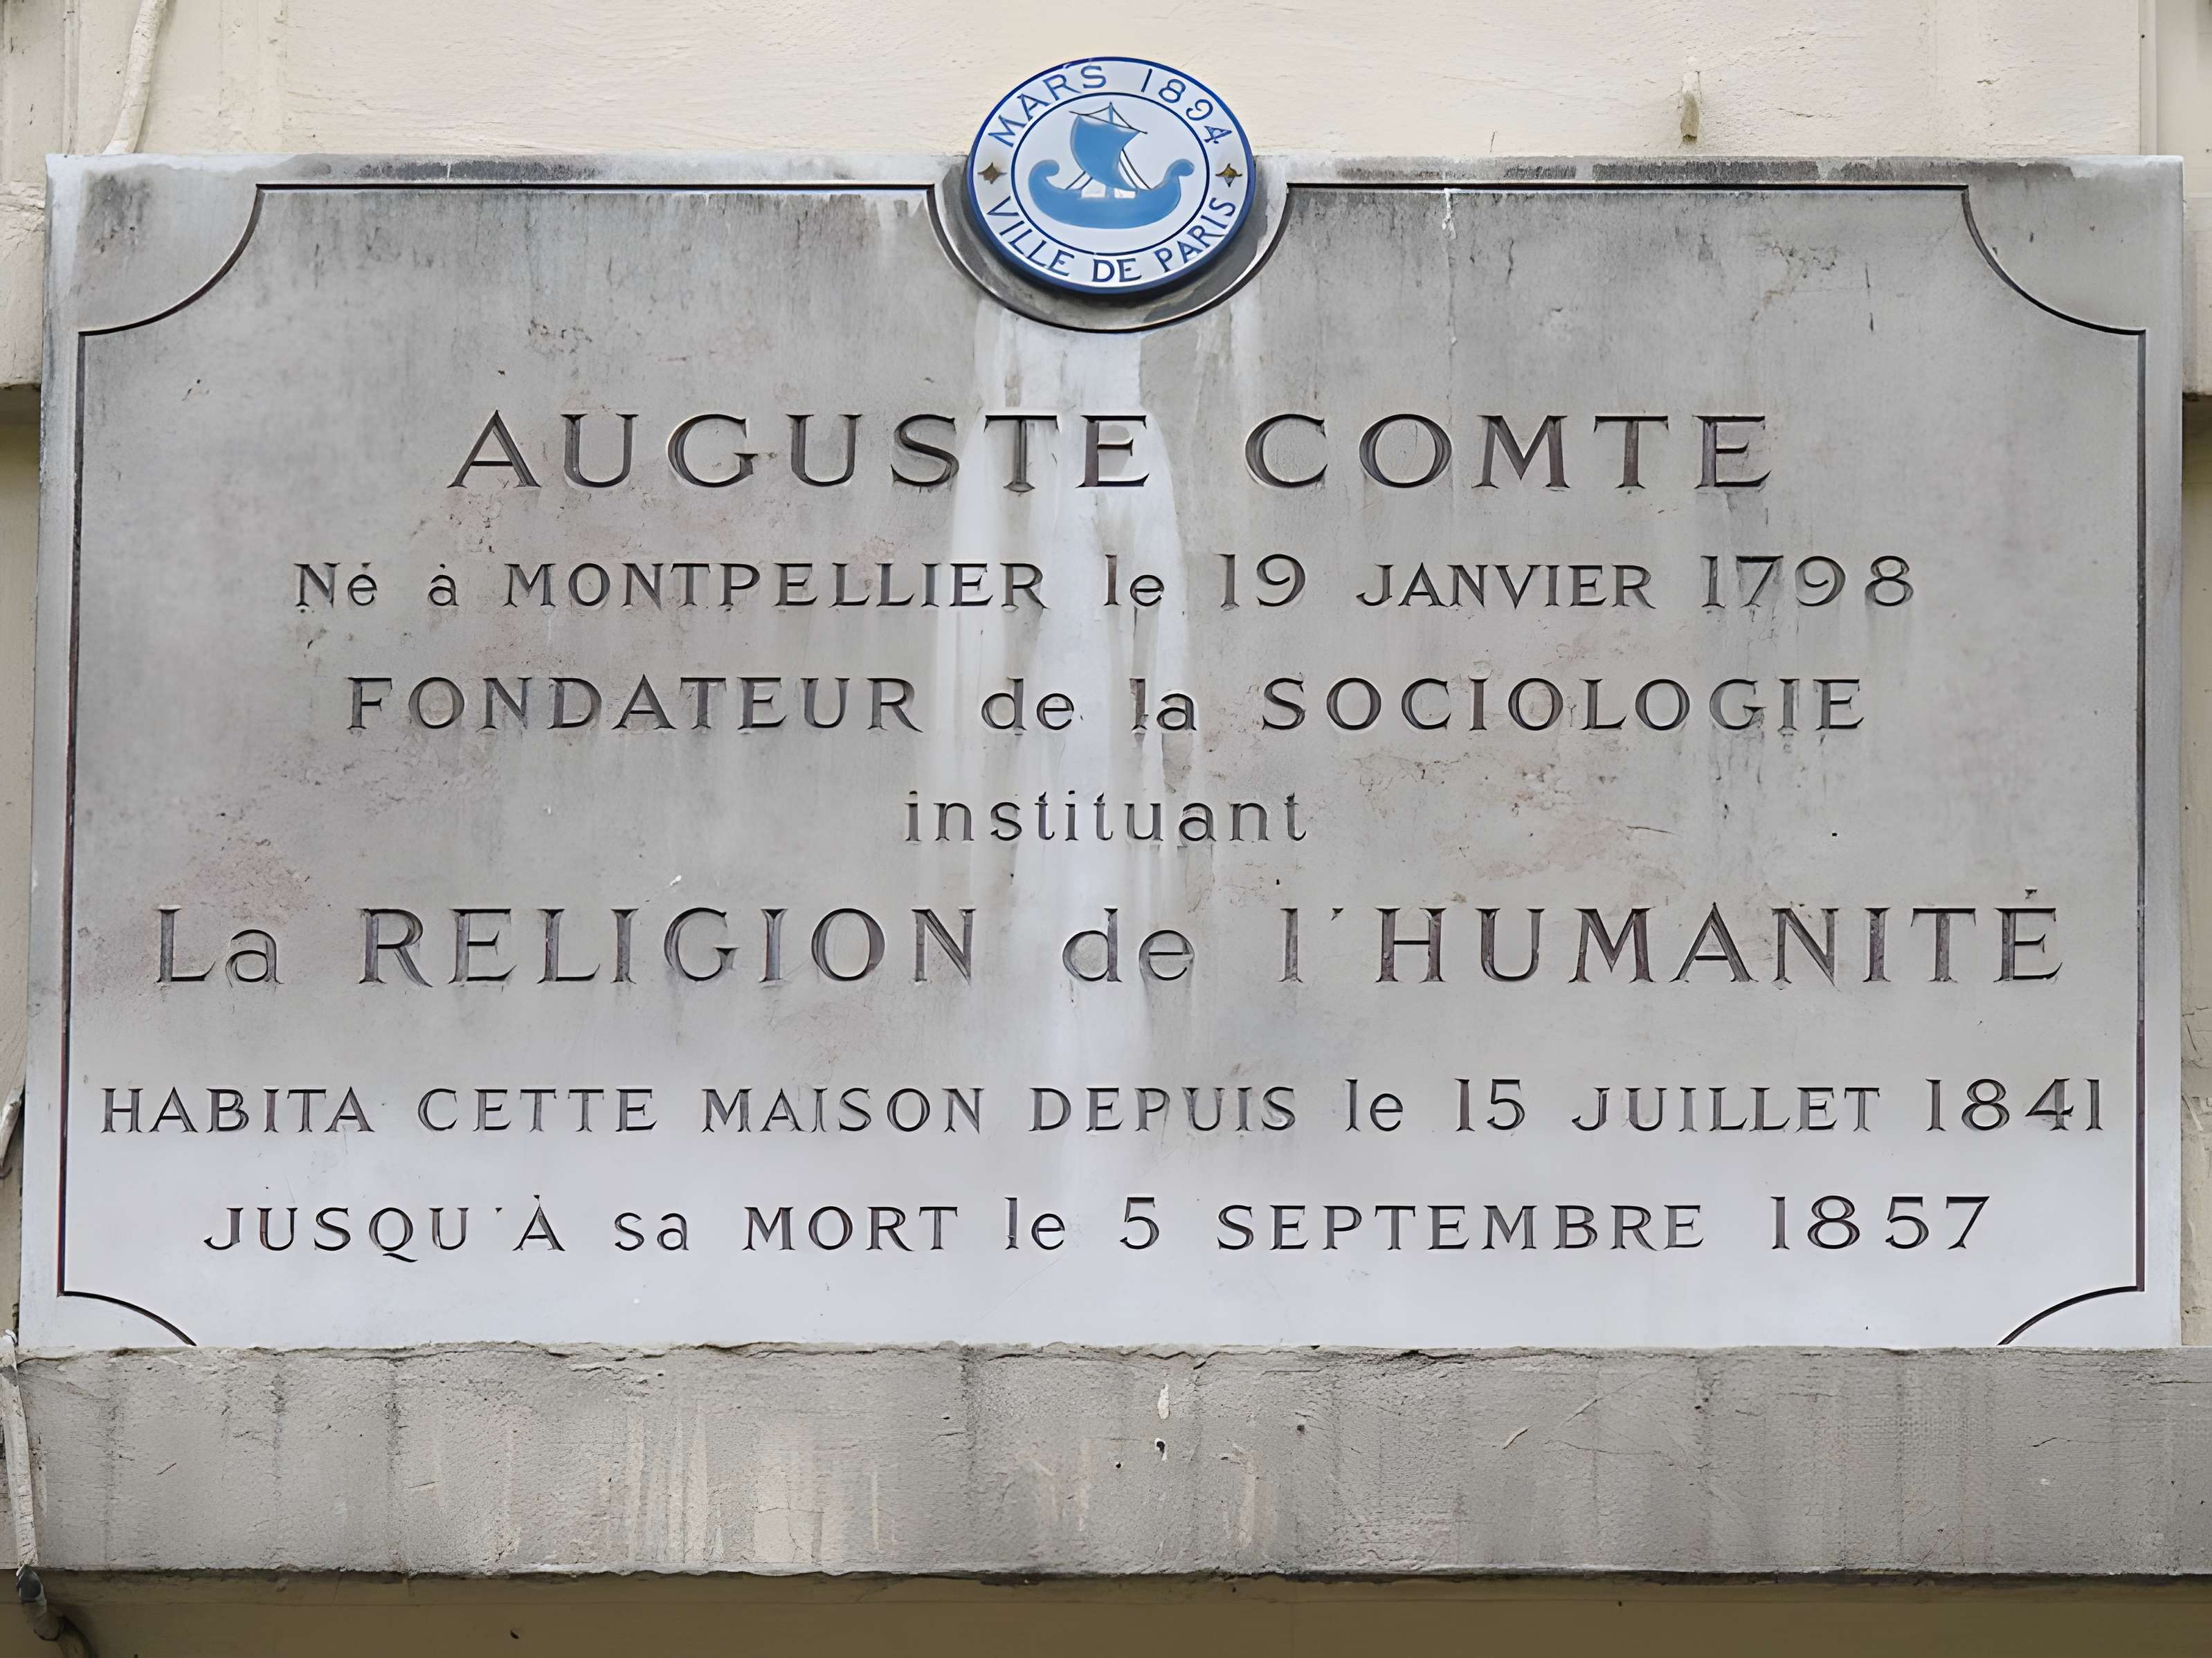 MARS 1894
VILLE DE PARIS
AUGUSTE COMTE
Né à MONTPELLIER le 19 JANVIER 1798
FONDATEUR de la SOCIOLOGIE
instituant
La RELIGION de l'HUMANITÉ
HABITA CETTE MAISON DEPUIS le 15 JUILLET 1841
JUSQU'À sa MORT le 5 SEPTEMBRE 1857